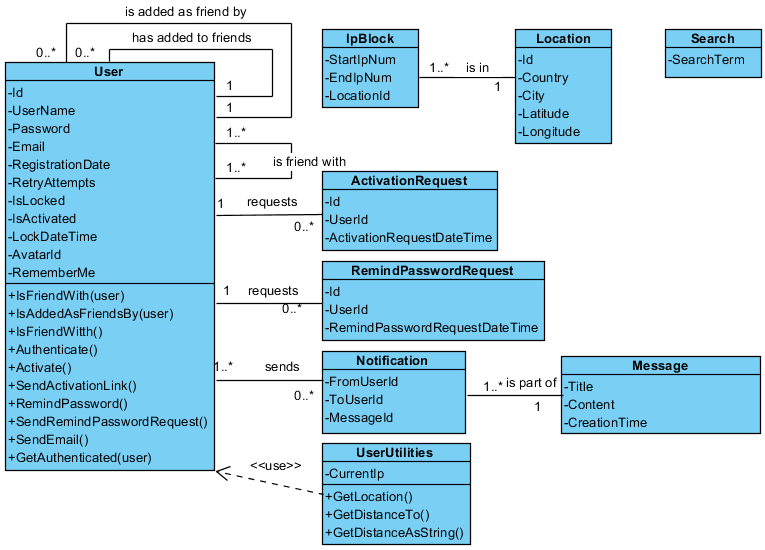 is added as friend by
0..*
0..*
has added to friends
1
1
User
-Id
-UserName
-Password
-Email
-RegistrationDate
-RetryAttempts
-IsLocked
-IsActivated
-LockDateTime
-AvatarId
-RememberMe
+IsFriendWith(user)
+IsAddedAsFriendsBy(user)
+IsFriendWitth()
+Authenticate()
+Activate()
+SendActivationLink()
+RemindPassword()
+SendRemindPasswordRequest()
+SendEmail()
+GetAuthenticated(user)
1..*
1..*
is friend with
IpBlock
-StartIpNum
-EndIpNum
-LocationId
1..*
is in
1
Location
-Id
-Country
-City
-Latitude
-Longitude
Search
-SearchTerm
1
requests
0..*
ActivationRequest
-Id
-UserId
-ActivationRequestDateTime
1
requests
0..*
RemindPasswordRequest
-Id
-UserId
-RemindPasswordRequestDateTime
1..*
sends
0..*
Notification
-FromUserId
-ToUserId
-MessageId
1..*
is part of
1
Message
-Title
-Content
-CreationTime
<<use>>
UserUtilities
-CurrentIp
+GetLocation()
+GetDistanceTo()
+GetDistanceAsString()